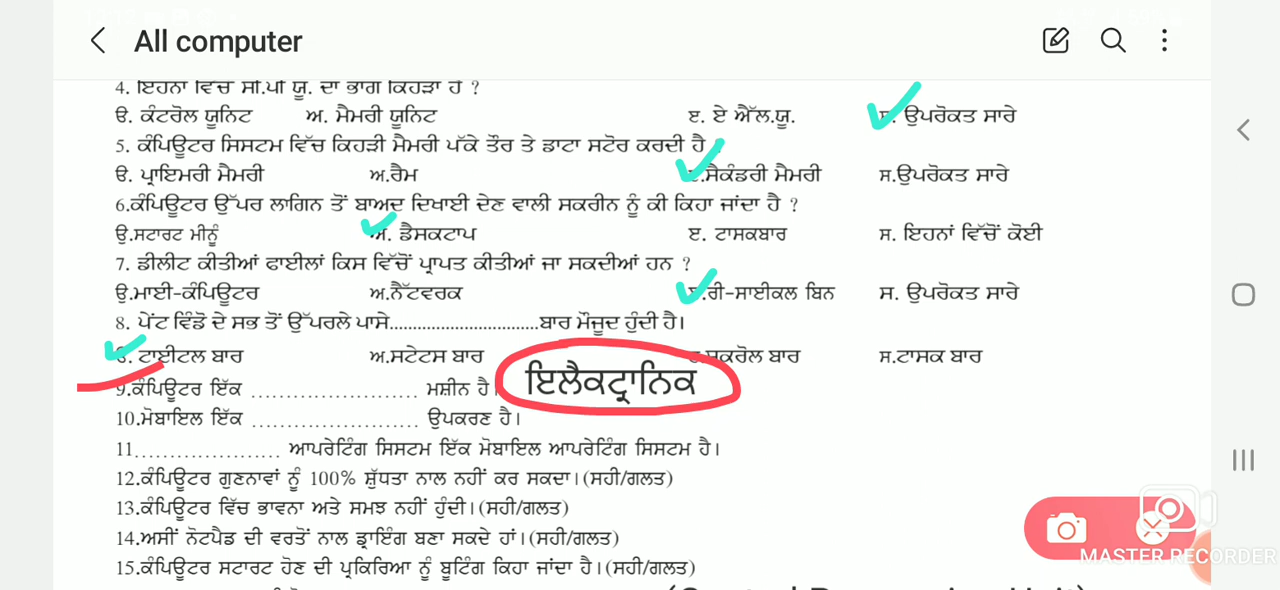 All computer
4. ਇਹਨਾਂ ਵਿੱਚੋਂ ਸੀ.ਪੀ ਯੂ. ਦਾ ਭਾਗ ਕਿਹੜਾ ਹੈ ?
ੳ. ਕੰਟਰੋਲ ਯੂਨਿਟ ਅ. ਮੈਮਰੀ ਯੂਨਿਟ ੲ. ਏ ਐੱਲ.ਯੂ. ਉਪਰੋਕਤ ਸਾਰੇ
5. ਕੰਪਿਊਟਰ ਸਿਸਟਮ ਵਿੱਚ ਕਿਹੜੀ ਮੈਮਰੀ ਪੱਕੇ ਤੌਰ ਤੇ ਡਾਟਾ ਸਟੋਰ ਕਰਦੀ ਹੈ ?
ੳ. ਪ੍ਰਾਇਮਰੀ ਮੈਮਰੀ ਅ.ਰੈਮ ੲ.ਸੈਕੰਡਰੀ ਮੈਮਰੀ ਸ.ਉਪਰੋਕਤ ਸਾਰੇ
6.ਕੰਪਿਊਟਰ ਉੱਪਰ ਲਾਗਿਨ ਤੋਂ ਬਾਅਦ ਦਿਖਾਈ ਦੇਣ ਵਾਲੀ ਸਕਰੀਨ ਨੂੰ ਕੀ ਕਿਹਾ ਜਾਂਦਾ ਹੈ ?
ੳ.ਸਟਾਰਟ ਮੀਨੂੰ ਅ. ਡੈਸਕਟਾਪ ੲ. ਟਾਸਕਬਾਰ ਸ. ਇਹਨਾਂ ਵਿੱਚੋਂ ਕੋਈ
7. ਡੀਲੀਟ ਕੀਤੀਆਂ ਫਾਈਲਾਂ ਕਿਸ ਵਿੱਚੋਂ ਪ੍ਰਾਪਤ ਕੀਤੀਆਂ ਜਾ ਸਕਦੀਆਂ ਹਨ ?
ੳ.ਮਾਈ-ਕੰਪਿਊਟਰ ਅ.ਨੈੱਟਵਰਕ ੲ.ਰੀ-ਸਾਈਕਲ ਬਿਨ ਸ. ਉਪਰੋਕਤ ਸਾਰੇ
8. ਪੇਂਟ ਵਿੰਡੋ ਦੇ ਸਭ ਤੋਂ ਉੱਪਰਲੇ ਪਾਸੇ..............................ਬਾਰ ਮੌਜੂਦ ਹੁੰਦੀ ਹੈ।
ੳ. ਟਾਈਟਲ ਬਾਰ ਅ.ਸਟੇਟਸ ਬਾਰ ੲ.ਸਕਰੋਲ ਬਾਰ ਸ.ਟਾਸਕ ਬਾਰ
9.ਕੰਪਿਊਟਰ ਇੱਕ ........................ ਮਸ਼ੀਨ ਹੈ। ਇਲੈਕਟ੍ਰਾਨਿਕ
10.ਮੋਬਾਇਲ ਇੱਕ ........................ ਉਪਕਰਣ ਹੈ।
11..................... ਆਪਰੇਟਿੰਗ ਸਿਸਟਮ ਇੱਕ ਮੋਬਾਇਲ ਆਪਰੇਟਿੰਗ ਸਿਸਟਮ ਹੈ।
12.ਕੰਪਿਊਟਰ ਗੁਣਨਾਵਾਂ ਨੂੰ 100% ਸ਼ੁੱਧਤਾ ਨਾਲ ਨਹੀਂ ਕਰ ਸਕਦਾ।(ਸਹੀ/ਗਲਤ)
13.ਕੰਪਿਊਟਰ ਵਿੱਚ ਭਾਵਨਾ ਅਤੇ ਸਮਝ ਨਹੀਂ ਹੁੰਦੀ।(ਸਹੀ/ਗਲਤ)
14.ਅਸੀਂ ਨੋਟਪੈਡ ਦੀ ਵਰਤੋਂ ਨਾਲ ਡ੍ਰਾਇੰਗ ਬਣਾ ਸਕਦੇ ਹਾਂ।(ਸਹੀ/ਗਲਤ)
MASTER RECORDER
15.ਕੰਪਿਊਟਰ ਸਟਾਰਟ ਹੋਣ ਦੀ ਪ੍ਰਕਿਰਿਆ ਨੂੰ ਬੂਟਿੰਗ ਕਿਹਾ ਜਾਂਦਾ ਹੈ।(ਸਹੀ/ਗਲਤ)